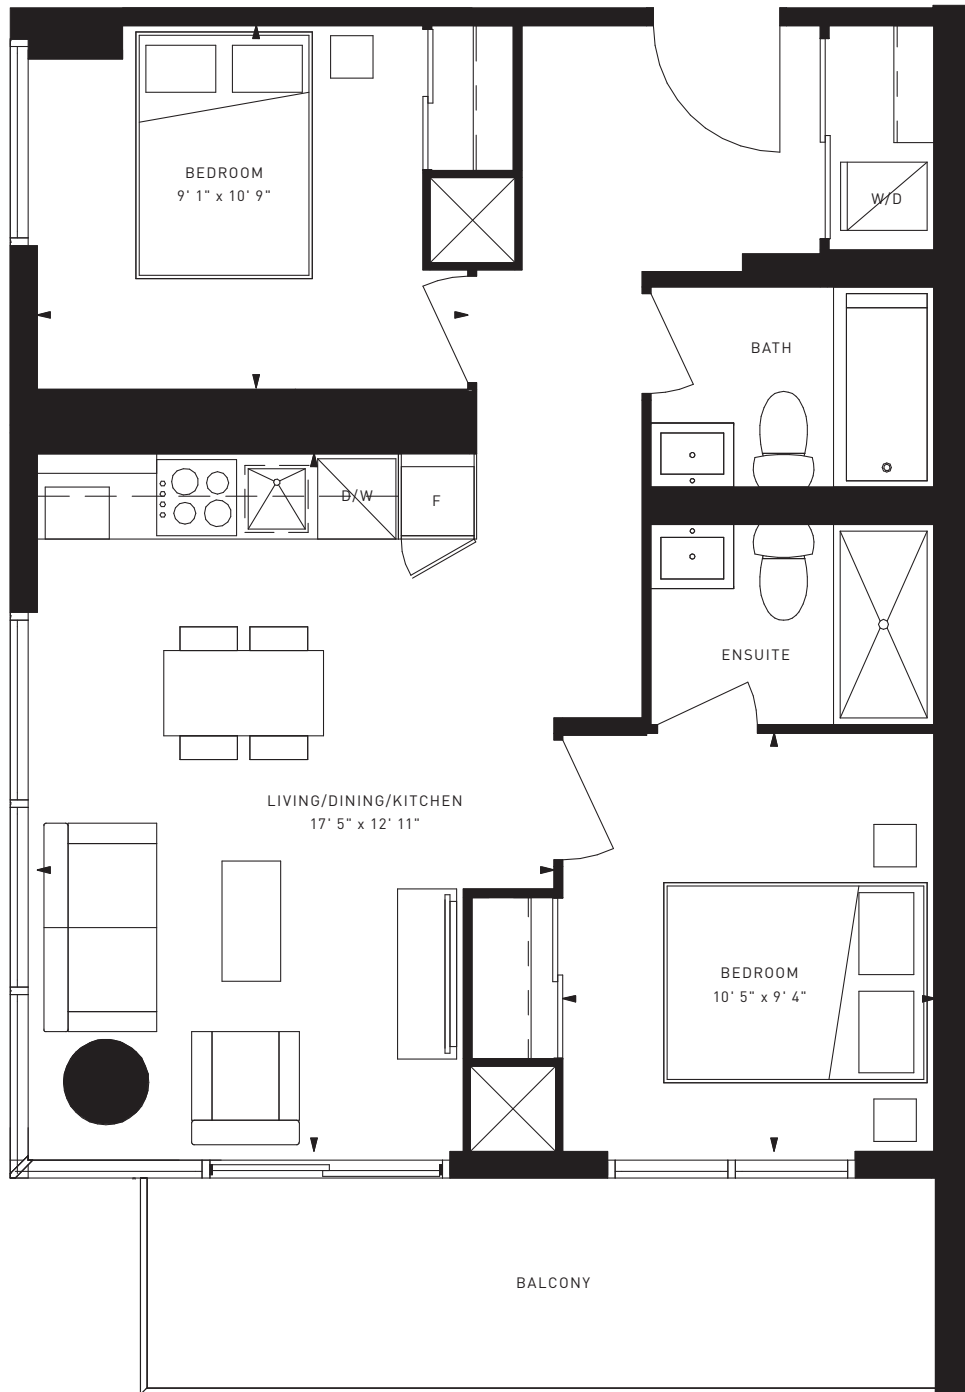 BEDROOM
9' 1" x 10' 9"
W/D
BATH
D/W
F
ENSUITE
LIVING/DINING/KITCHEN
17' 5" x 12' 11"
BEDROOM
10' 5" x 9' 4"
BALCONY